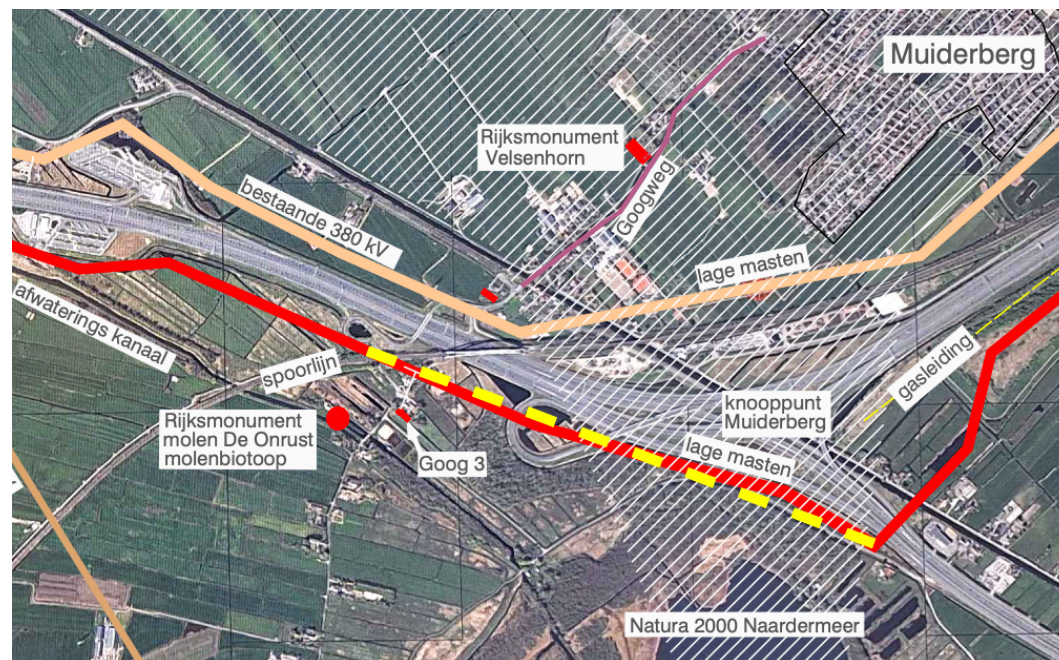 Muiderberg
Rijksmonument
Velsenhorn
Googweg
bestaande 380 kV
lage masten
afwaterings kanaal
spoorlijn
gasleiding
knooppunt
Muiderberg
lage masten
Rijksmonument
molen De Onrust
molenbiotoop
Goog 3
Natura 2000 Naardermeer